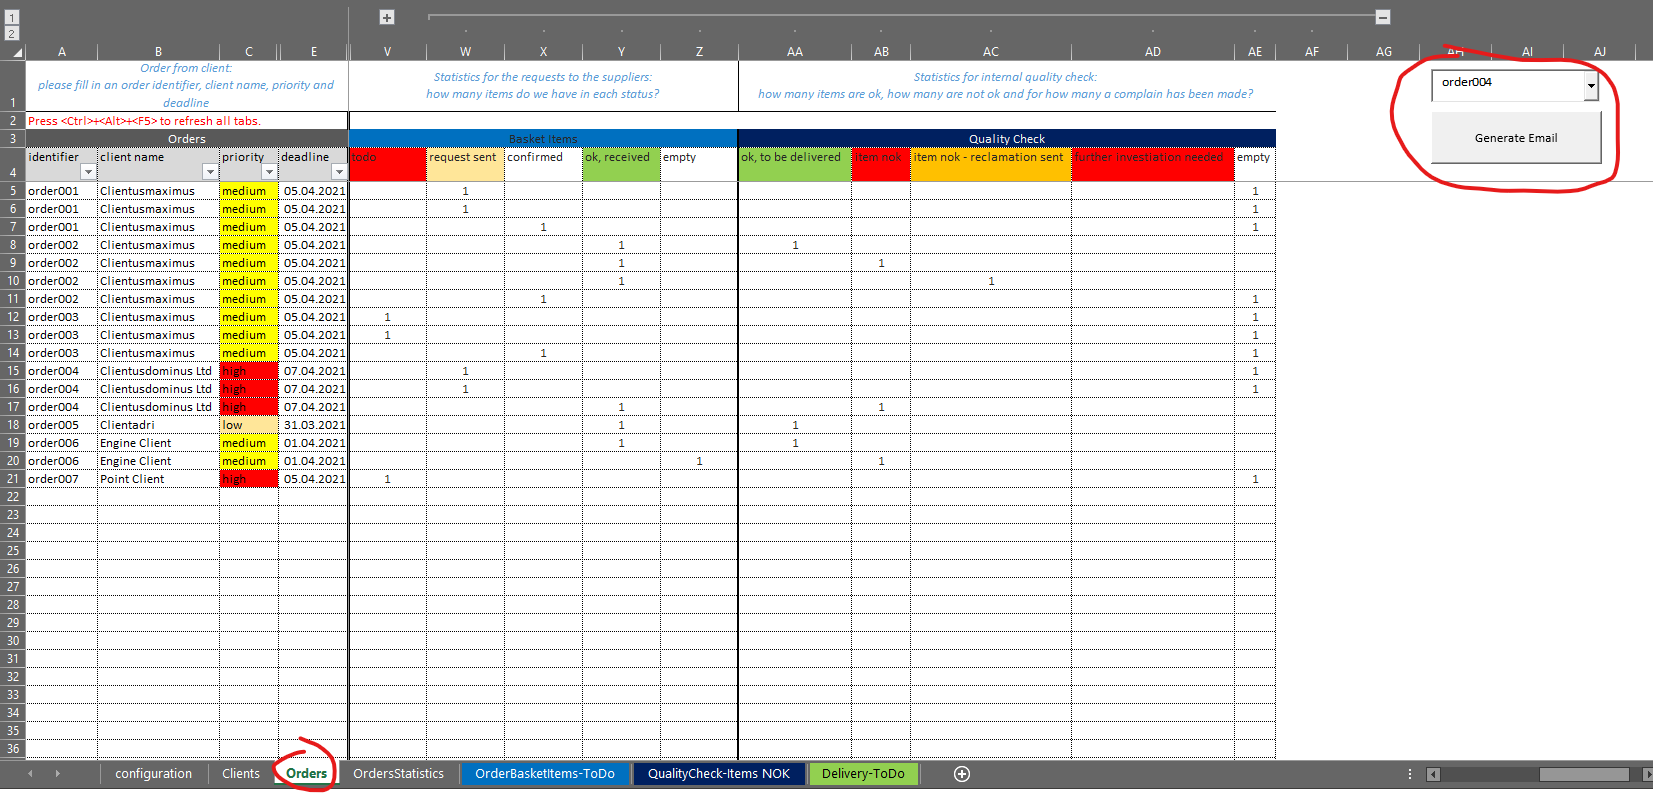 1
2
A B C E V W X Y Z AA AB AC AD AE AF AG AH AI AJ
Order from client:
please fill in an order identifier, client name, priority and
deadline
Statistics for the requests to the suppliers:
how many items do we have in each status?
Statistics for internal quality check:
how many items are ok, how many are not ok and for how many a complain has been made?
order004
Generate Email
1
2 Press <Ctrl>+<Alt>+<F5> to refresh all tabs.
3 Orders Basket Items Quality Check
4 identifier client name priority deadline todo request sent confirmed ok, received empty ok, to be delivered item nok item nok - reclamation sent further investiation needed empty
5 order001 Clientusmaximus medium 05.04.2021 1 1
6 order001 Clientusmaximus medium 05.04.2021 1 1
7 order001 Clientusmaximus medium 05.04.2021 1 1
8 order002 Clientusmaximus medium 05.04.2021 1 1
9 order002 Clientusmaximus medium 05.04.2021 1 1
10 order002 Clientusmaximus medium 05.04.2021 1 1
11 order002 Clientusmaximus medium 05.04.2021 1 1
12 order003 Clientusmaximus medium 05.04.2021 1 1
13 order003 Clientusmaximus medium 05.04.2021 1 1
14 order003 Clientusmaximus medium 05.04.2021 1 1
15 order004 Clientusdominus Ltd high 07.04.2021 1 1
16 order004 Clientusdominus Ltd high 07.04.2021 1 1
17 order004 Clientusdominus Ltd high 07.04.2021 1 1
18 order005 Clientadri low 31.03.2021 1 1
19 order006 Engine Client medium 01.04.2021 1 1
20 order006 Engine Client medium 01.04.2021 1 1
21 order007 Point Client high 05.04.2021 1 1
22
23
24
25
26
27
28
29
30
31
32
33
34
35
36
configuration Clients Orders OrdersStatistics OrderBasketItems-ToDo QualityCheck-Items NOK Delivery-ToDo